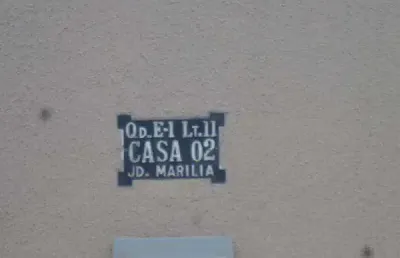 QD. E-1 LT. 11
CASA 02
JD. MARILIA